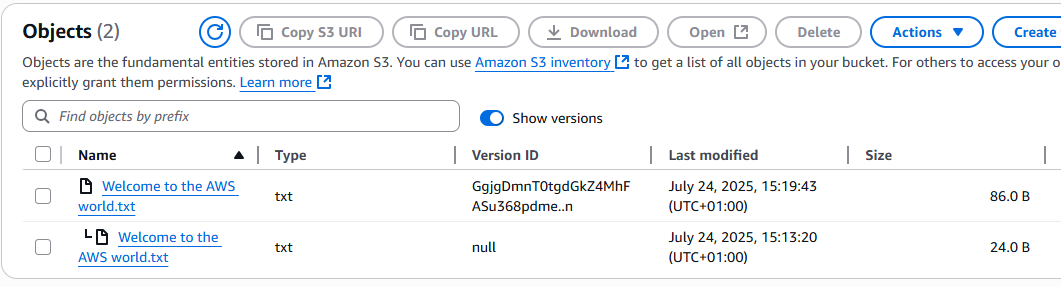 Objects (2) Copy S3 URI Copy URL Download Open Delete Actions Create
Objects are the fundamental entities stored in Amazon S3. You can use Amazon S3 inventory to get a list of all objects in your bucket. For others to access your o
explicitly grant them permissions. Learn more
Find objects by prefix Show versions
Name Type Version ID Last modified Size
Welcome to the AWS world.txt txt GgjgDmnT0tgdGkZ4MhFASu368pdme..n July 24, 2025, 15:19:43 (UTC+01:00) 86.0 B
Welcome to the AWS world.txt txt null July 24, 2025, 15:13:20 (UTC+01:00) 24.0 B